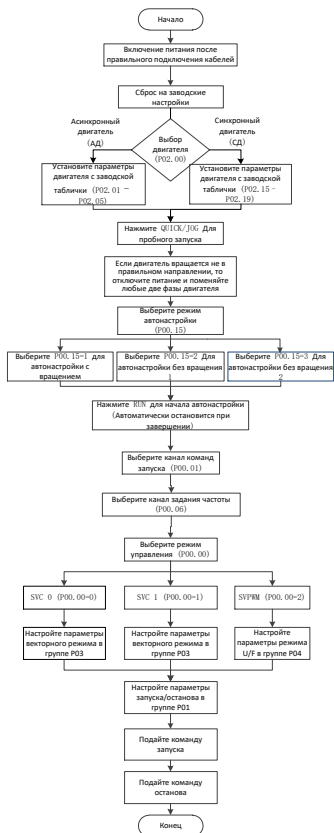 Начало
Включение питания после
правильного подключения кабелей
Сброс на заводские
настройки
Асинхронный
двигатель
(АД)
Выбор
двигателя
(P02.00)
Синхронный
двигатель
(СД)
Установите параметры
двигателя с заводской
таблички (P02.01 –
P02.05)
Установите параметры
двигателя с заводской
таблички (P02.15 -
P02.19)
Нажмите QUICK/JOG Для
пробного запуска
Если двигатель вращается не в
правильном направлении, то
отключите питание и поменяйте
любые две фазы двигателя
Выберите режим
автонастройки
(P00.15)
Выберите P00.15=1 для
автонастройки с
вращением
Выберите P00.15=2 Для
автонастройки без вращения
1
Выберите P00.15=3 Для
автонастройки без вращения
2
Нажмите RUN для начала автонастройки
(Автоматически остановится при
завершении)
Выберите канал команд
запуска (P00.01)
Выберите канал задания частоты
(P00.06)
Выберите режим
управления (P00.00)
SVC 0 (P00.00=0)
SVC 1 (P00.00=1)
SVPWM (P00.00=2)
Настройте параметры
векторного режима в
группе P03
Настройте параметры
векторного режима в
группе P03
Настройте
параметры режима
U/F в группе P04
Настройте параметры
запуска/останова в
группе P01
Подайте команду
запуска
Подайте команду
останова
Конец